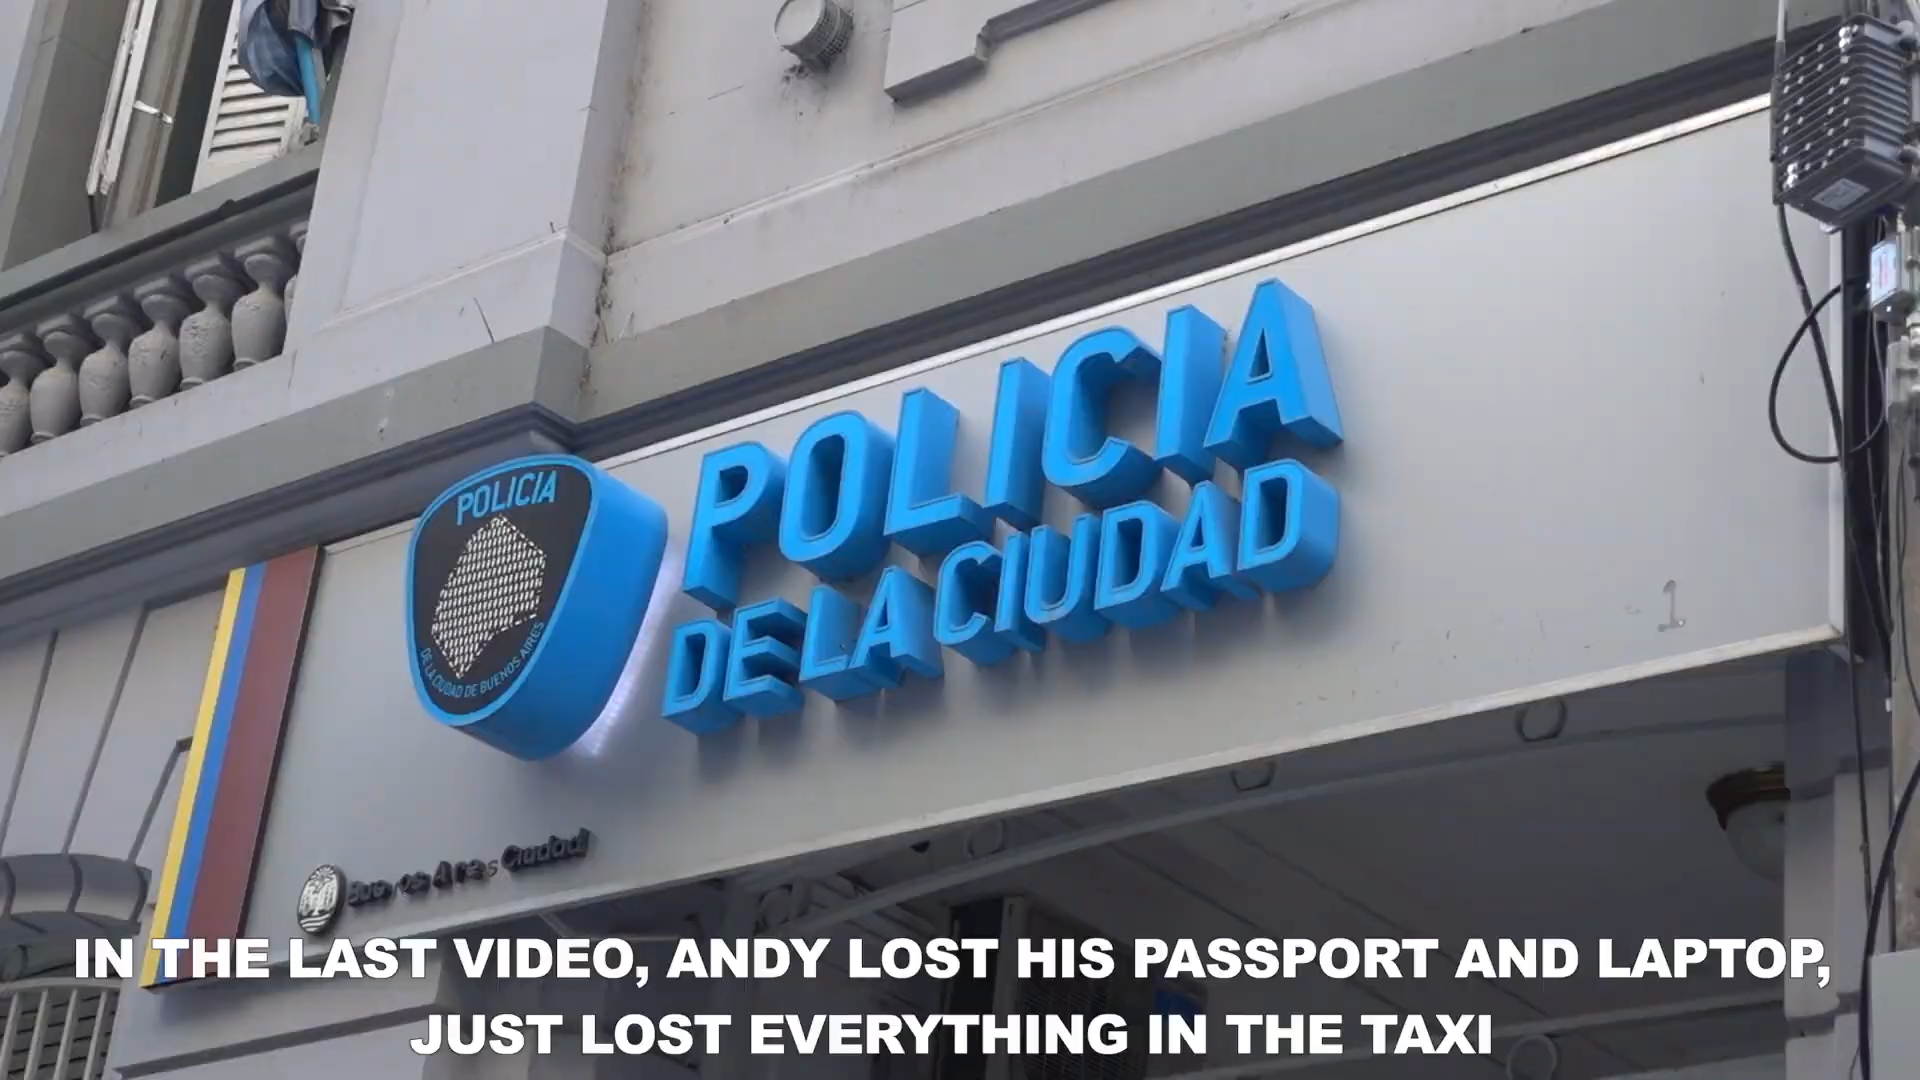 POLICIA
DE LA CIUDAD
POLICIA
DE LA CIUDAD DE BUENOS AIRES
Buenos Aires Ciudad
1
IN THE LAST VIDEO, ANDY LOST HIS PASSPORT AND LAPTOP,
JUST LOST EVERYTHING IN THE TAXI